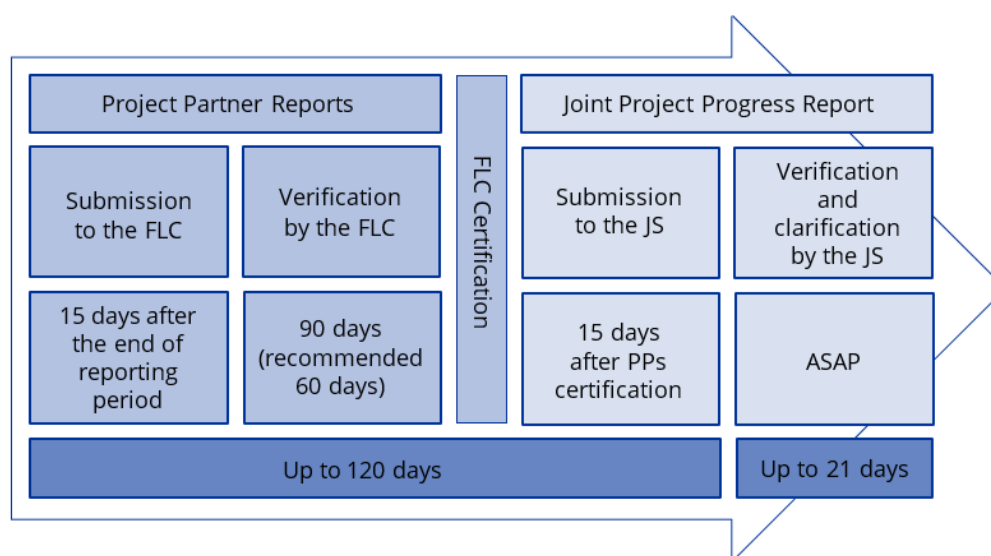 Project Partner Reports
Submission
to the FLC
Verification
by the FLC
15 days after
the end of
reporting
period
90 days
(recommended
60 days)
FLC Certification
Joint Project Progress Report
Submission
to the JS
Verification
and
clarification
by the JS
15 days
after PPs
certification
ASAP
Up to 120 days
Up to 21 days